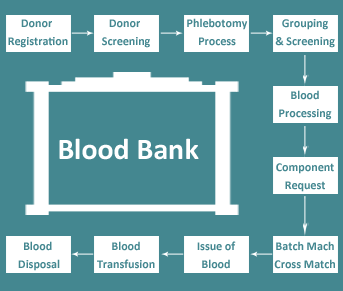 Donor
Registration
Donor
Screening
Phlebotomy
Process
Grouping
& Screening
Blood
Processing
Component
Request
Batch Mach
Cross Match
Issue of
Blood
Blood
Transfusion
Blood
Disposal
Blood Bank